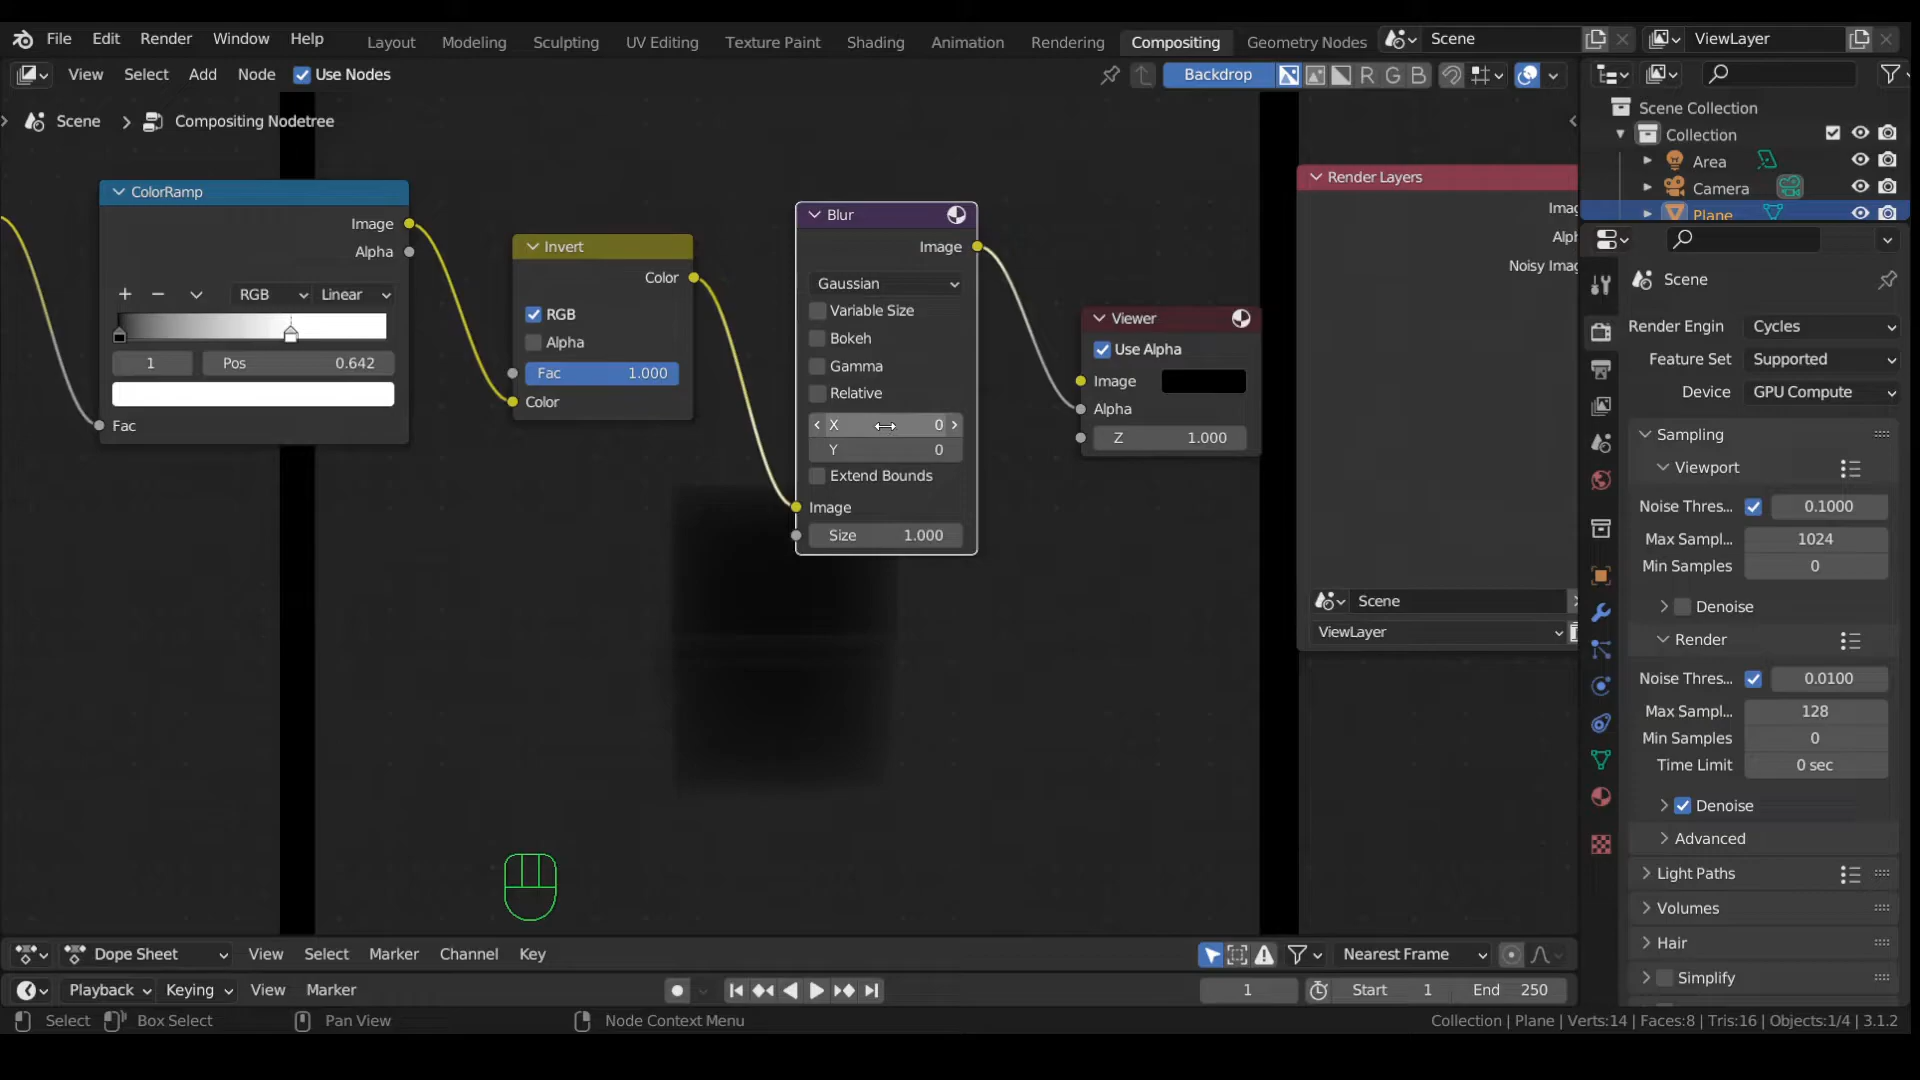 File Edit Render Window Help Layout Modeling Sculpting UV Editing Texture Paint Shading Animation Rendering Compositing Geometry Nodes Scene ViewLayer
View Select Add Node Use Nodes Backdrop R G B
Scene > Compositing Nodetree
ColorRamp
Image
Alpha
RGB Linear
1 Pos 0.642
Fac
Invert
Color
RGB
Alpha
Fac 1.000
Color
Blur
Image
Gaussian
Variable Size
Bokeh
Gamma
Relative
X 0
Y 0
Extend Bounds
Image
Size 1.000
Viewer
Use Alpha
Image
Alpha
Z 1.000
Render Layers
Imag
Alph
Noisy Imag
Scene
ViewLayer
Scene Collection
Collection
Area
Camera
Plane
Scene
Render Engin Cycles
Feature Set Supported
Device GPU Compute
Sampling
Viewport
Noise Thres... 0.1000
Max Sampl... 1024
Min Samples 0
Denoise
Render
Noise Thres... 0.0100
Max Sampl... 128
Min Samples 0
Time Limit 0 sec
Denoise
Advanced
Light Paths
Volumes
Hair
Simplify
Dope Sheet View Select Marker Channel Key Nearest Frame
Playback Keying View Marker 1 Start 1 End 250
Select Box Select Pan View Node Context Menu Collection | Plane | Verts:14 | Faces:8 | Tris:16 | Objects:1/4 | 3.1.2